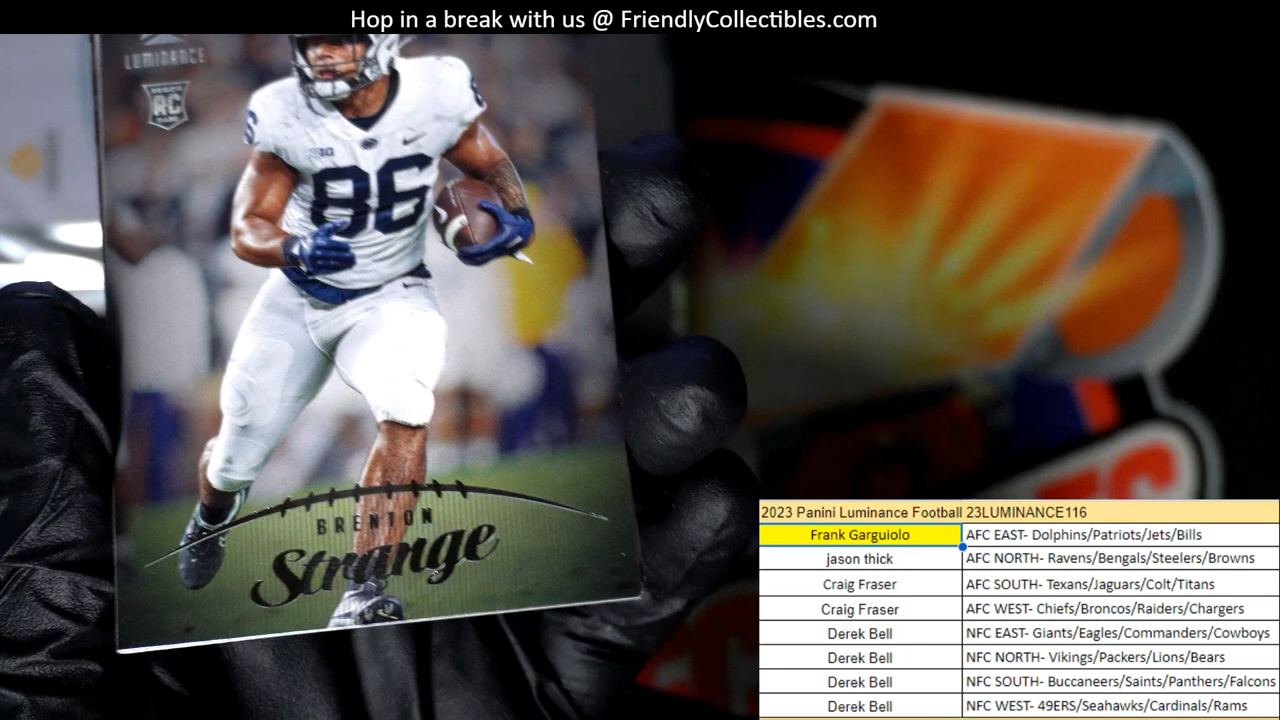 Hop in a break with us @ FriendlyCollectibles.com
LUMINANCE
RC
86
BRENTON
Strange
2023 Panini Luminance Football 23LUMINANCE116
Frank Garguiolo AFC EAST- Dolphins/Patriots/Jets/Bills
jason thick AFC NORTH- Ravens/Bengals/Steelers/Browns
Craig Fraser AFC SOUTH- Texans/Jaguars/Colt/Titans
Craig Fraser AFC WEST- Chiefs/Broncos/Raiders/Chargers
Derek Bell NFC EAST- Giants/Eagles/Commanders/Cowboys
Derek Bell NFC NORTH- Vikings/Packers/Lions/Bears
Derek Bell NFC SOUTH- Buccaneers/Saints/Panthers/Falcons
Derek Bell NFC WEST- 49ERS/Seahawks/Cardinals/Rams